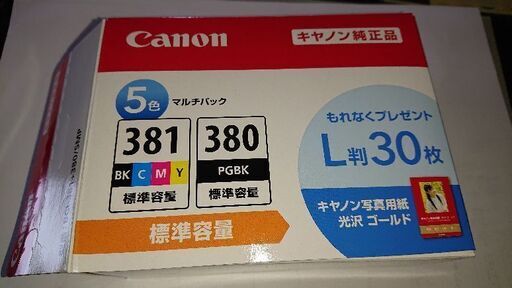 Canon
キヤノン純正品
5色 マルチパック
381
BK C M Y
標準容量
380
PGBK
標準容量
標準容量
もれなくプレゼント
L判30枚
キヤノン写真用紙
光沢 ゴールド